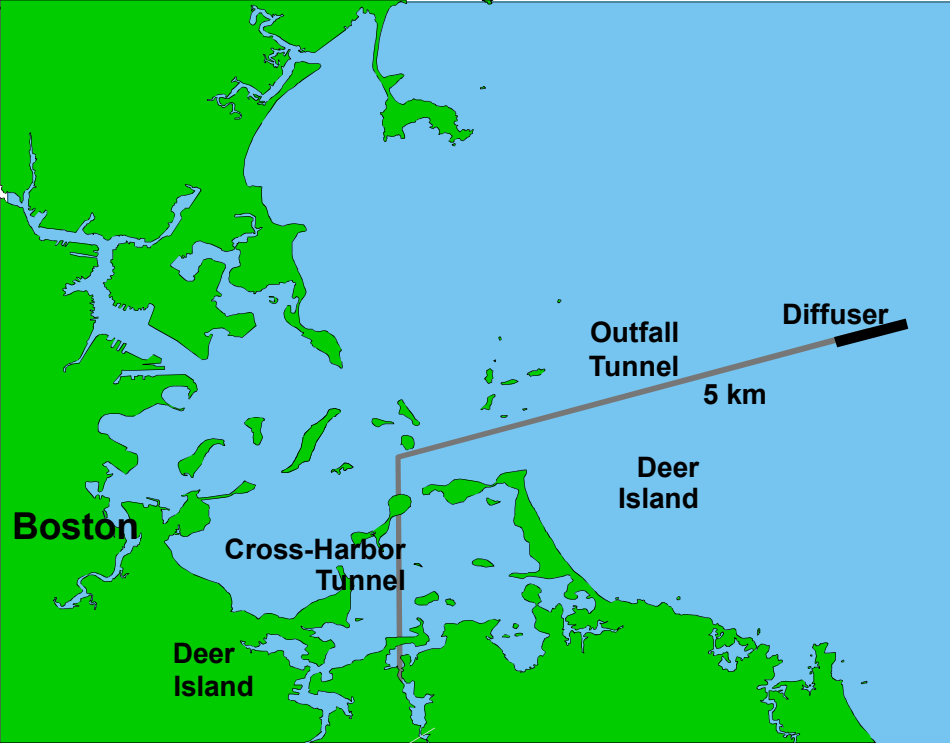 Diffuser
Outfall
Tunnel
5 km
Deer
Island
Boston
Cross-Harbor
Tunnel
Deer
Island